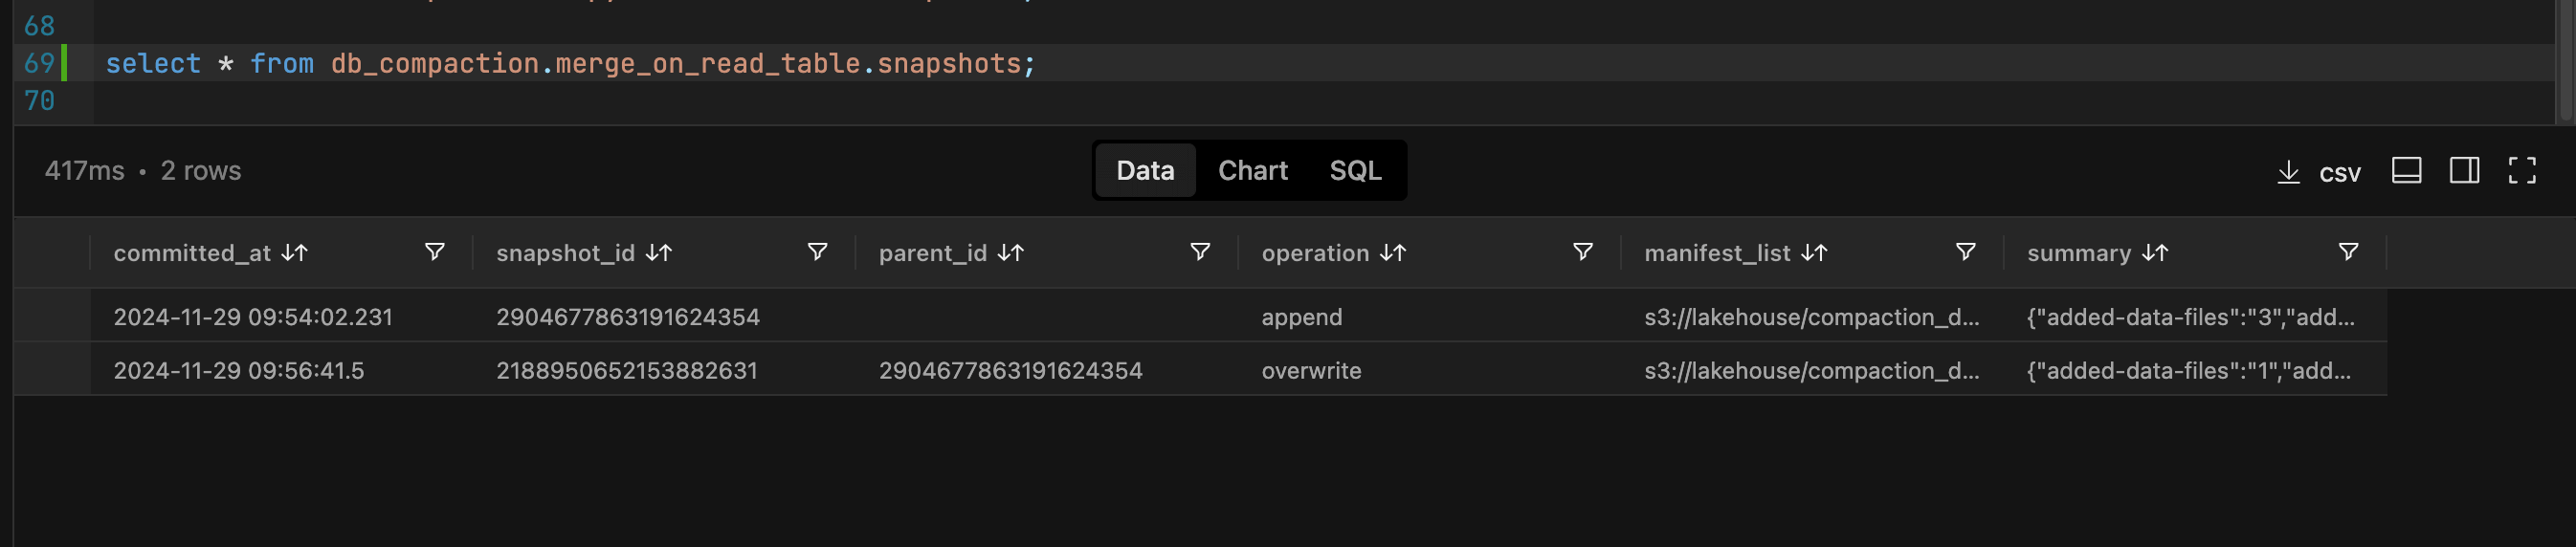 68
69 select * from db_compaction.merge_on_read_table.snapshots;
70
417ms • 2 rows Data Chart SQL CSV
committed_at snapshot_id parent_id operation manifest_list summary
2024-11-29 09:54:02.231 2904677863191624354 append s3://lakehouse/compaction_d... {"added-data-files":"3","add...
2024-11-29 09:56:41.5 2188950652153882631 2904677863191624354 overwrite s3://lakehouse/compaction_d... {"added-data-files":"1","add...